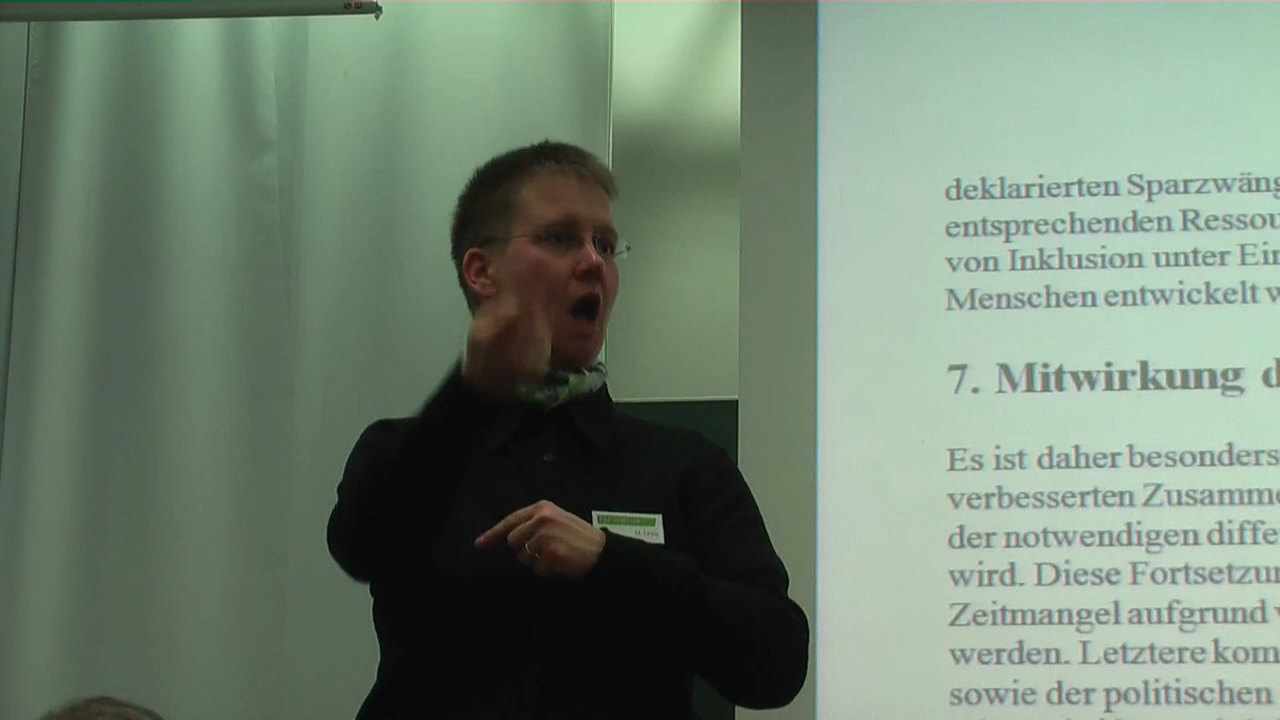 deklarierten Sparzwäng
entsprechenden Ressou
von Inklusion unter Ein
Menschen entwickelt w
7. Mitwirkung d
Es ist daher besonders
verbesserten Zusamme
der notwendigen diffe
wird. Diese Fortsetzun
Zeitmangel aufgrund v
werden. Letztere kom
sowie der politischen